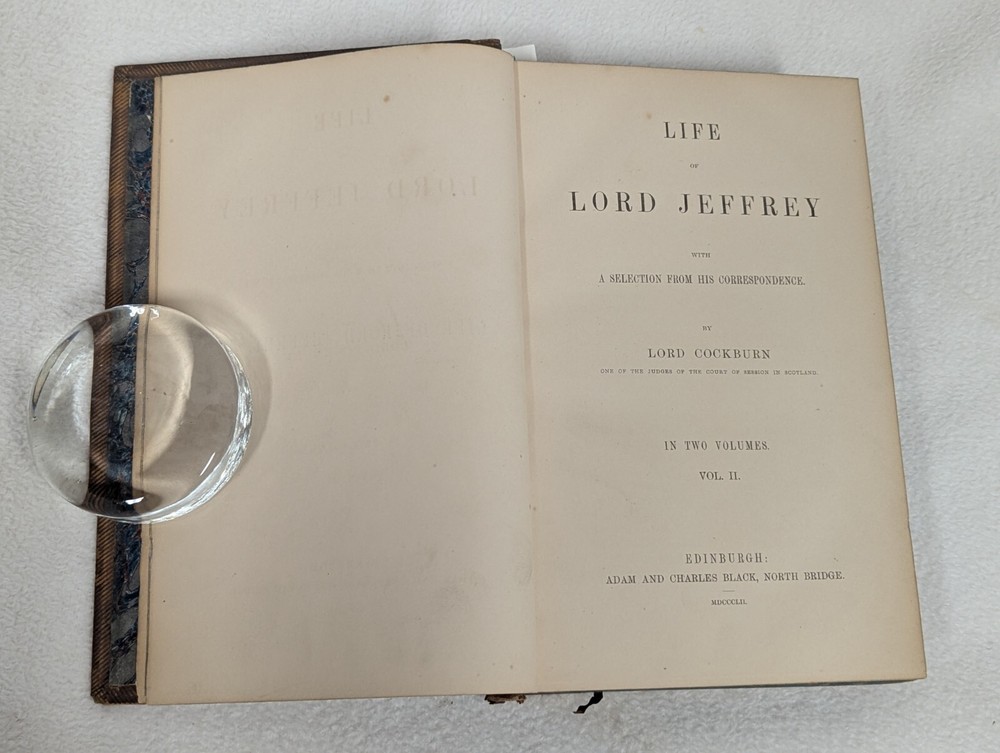 LIFE
OF
LORD JEFFREY
WITH
A SELECTION FROM HIS CORRESPONDENCE.
BY
LORD COCKBURN
ONE OF THE JUDGES OF THE COURT OF SESSION IN SCOTLAND.
IN TWO VOLUMES.
VOL. II.
EDINBURGH:
ADAM AND CHARLES BLACK, NORTH BRIDGE.
MDCCCLII.